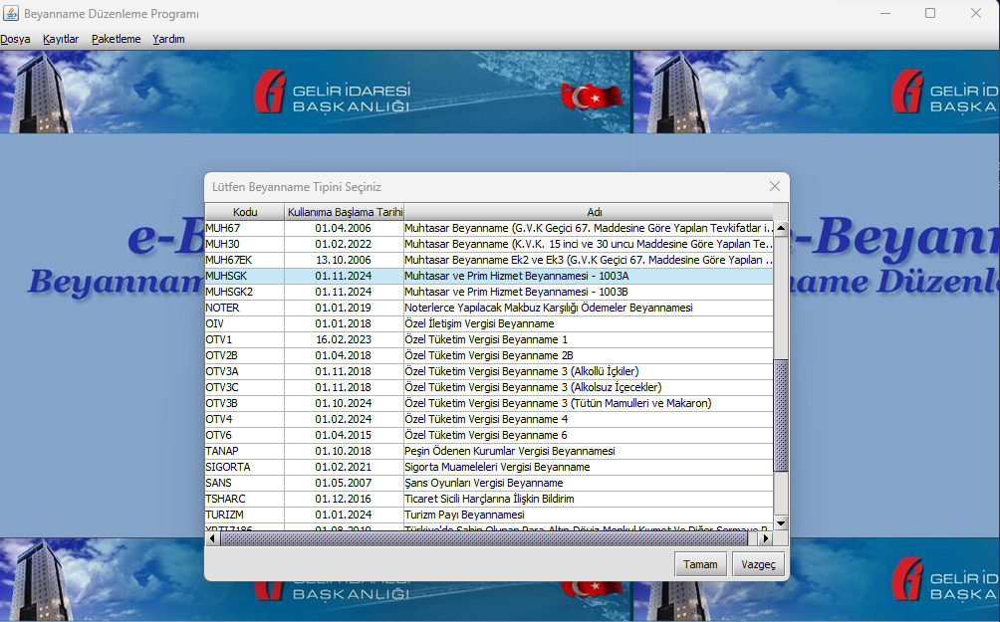 Beyanname Düzenleme Programı
Dosya Kayıtlar Paketleme Yardım
GELİR İDARESİ
BAŞKANLIĞI
GELİR İD
BAŞKA
e-B
Beyann
-Beyann
name Düzenle
Lütfen Beyanname Tipini Seçiniz
Kodu Kullanıma Başlama Tarihi Adı
MUH67 01.04.2006 Muhtasar Beyanname (G.V.K Geçici 67. Maddesine Göre Yapılan Tevkifatlar i...
MUH30 01.02.2022 Muhtasar Beyanname (K.V.K. 15 inci ve 30 uncu Maddesine Göre Yapılan Te...
MUH67EK 13.10.2006 Muhtasar Beyanname Ek2 ve Ek3 (G.V.K Geçici 67. Maddesine Göre Yapılan ...
MUHSGK 01.11.2024 Muhtasar ve Prim Hizmet Beyannamesi - 1003A
MUHSGK2 01.11.2024 Muhtasar ve Prim Hizmet Beyannamesi - 1003B
NOTER 01.01.2019 Noterlerce Yapılacak Makbuz Karşılığı Ödemeler Beyannamesi
OIV 01.01.2018 Özel İletişim Vergisi Beyanname
OTV1 16.02.2023 Özel Tüketim Vergisi Beyanname 1
OTV2B 01.04.2018 Özel Tüketim Vergisi Beyanname 2B
OTV3A 01.11.2018 Özel Tüketim Vergisi Beyanname 3 (Alkollü İçkiler)
OTV3C 01.11.2018 Özel Tüketim Vergisi Beyanname 3 (Alkolsuz İçecekler)
OTV3B 01.10.2024 Özel Tüketim Vergisi Beyanname 3 (Tütün Mamulleri ve Makaron)
OTV4 01.02.2024 Özel Tüketim Vergisi Beyanname 4
OTV6 01.04.2015 Özel Tüketim Vergisi Beyanname 6
TANAP 01.10.2018 Peşin Ödenen Kurumlar Vergisi Beyannamesi
SIGORTA 01.02.2021 Sigorta Muameleleri Vergisi Beyanname
SANS 01.05.2007 Şans Oyunları Vergisi Beyanname
TSHARC 01.12.2016 Ticaret Sicili Harçlarına İlişkin Bildirim
TURIZM 01.01.2024 Turizm Payı Beyannamesi
01.08.2019 Türkiye'de Sahip Olunan Para, Altın, Döviz, Menkul Kıymet Ve Diğer Sermaye P...
Tamam Vazgeç
BAŞKANLIĞI
GELİR İD
BAŞKA